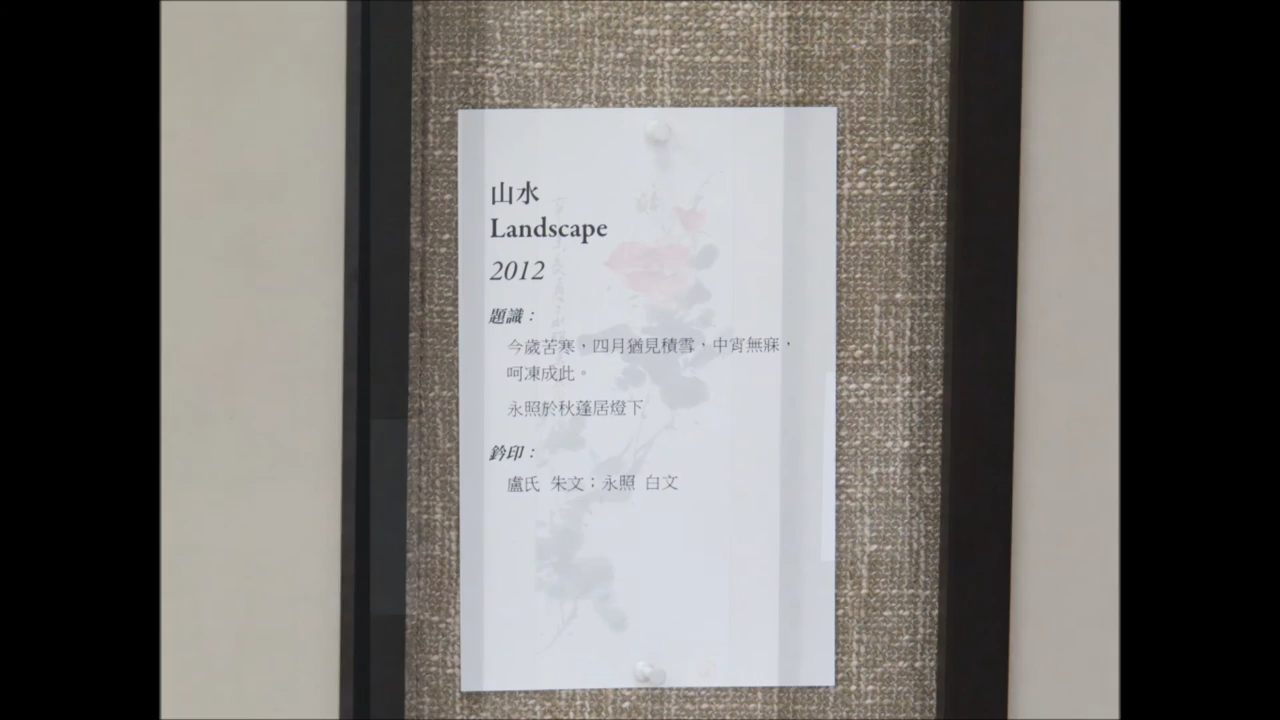 山水
Landscape
2012
題識：
今歲苦寒，四月猶見積雪，中宵無寐，
呵凍成此。
永照於秋蓬居燈下
鈐印：
盧氏 朱文；永照 白文